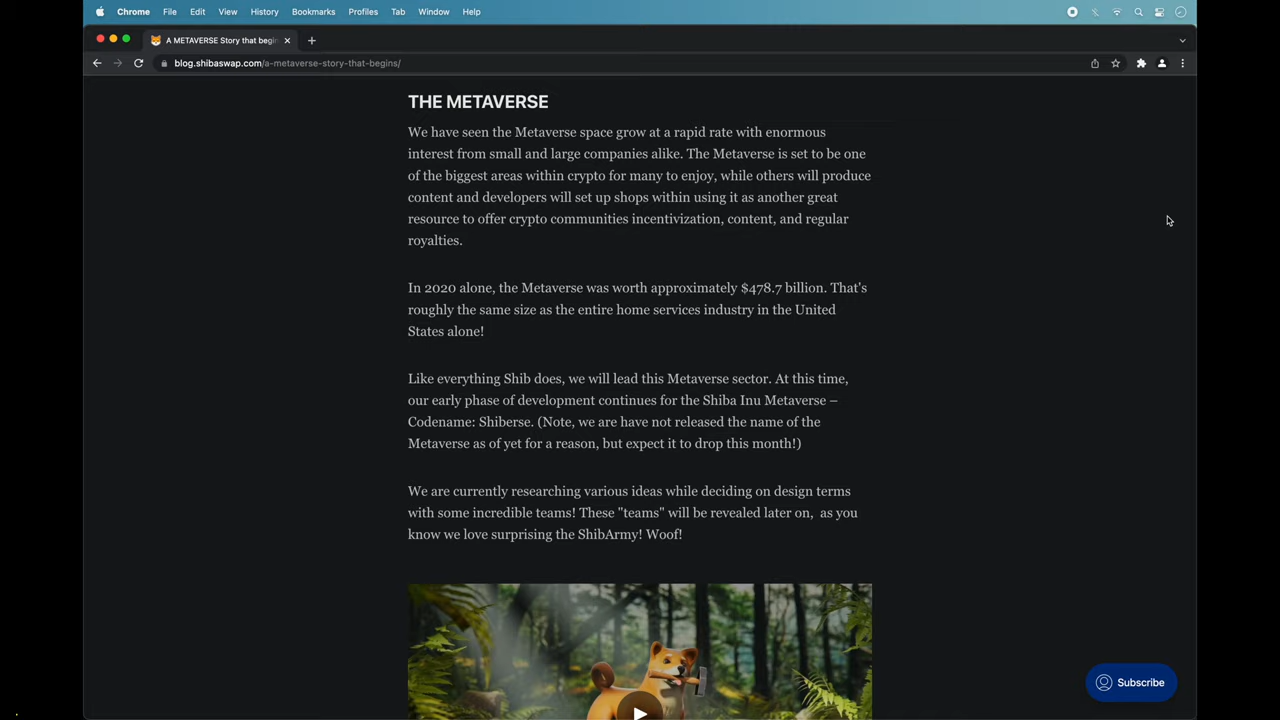 Chrome File Edit View History Bookmarks Profiles Tab Window Help
A METAVERSE Story that begin
blog.shibaswap.com/a-metaverse-story-that-begins/
THE METAVERSE
We have seen the Metaverse space grow at a rapid rate with enormous
interest from small and large companies alike. The Metaverse is set to be one
of the biggest areas within crypto for many to enjoy, while others will produce
content and developers will set up shops within using it as another great
resource to offer crypto communities incentivization, content, and regular
royalties.
In 2020 alone, the Metaverse was worth approximately $478.7 billion. That's
roughly the same size as the entire home services industry in the United
States alone!
Like everything Shib does, we will lead this Metaverse sector. At this time,
our early phase of development continues for the Shiba Inu Metaverse –
Codename: Shiberse. (Note, we are have not released the name of the
Metaverse as of yet for a reason, but expect it to drop this month!)
We are currently researching various ideas while deciding on design terms
with some incredible teams! These "teams" will be revealed later on, as you
know we love surprising the ShibArmy! Woof!
Subscribe